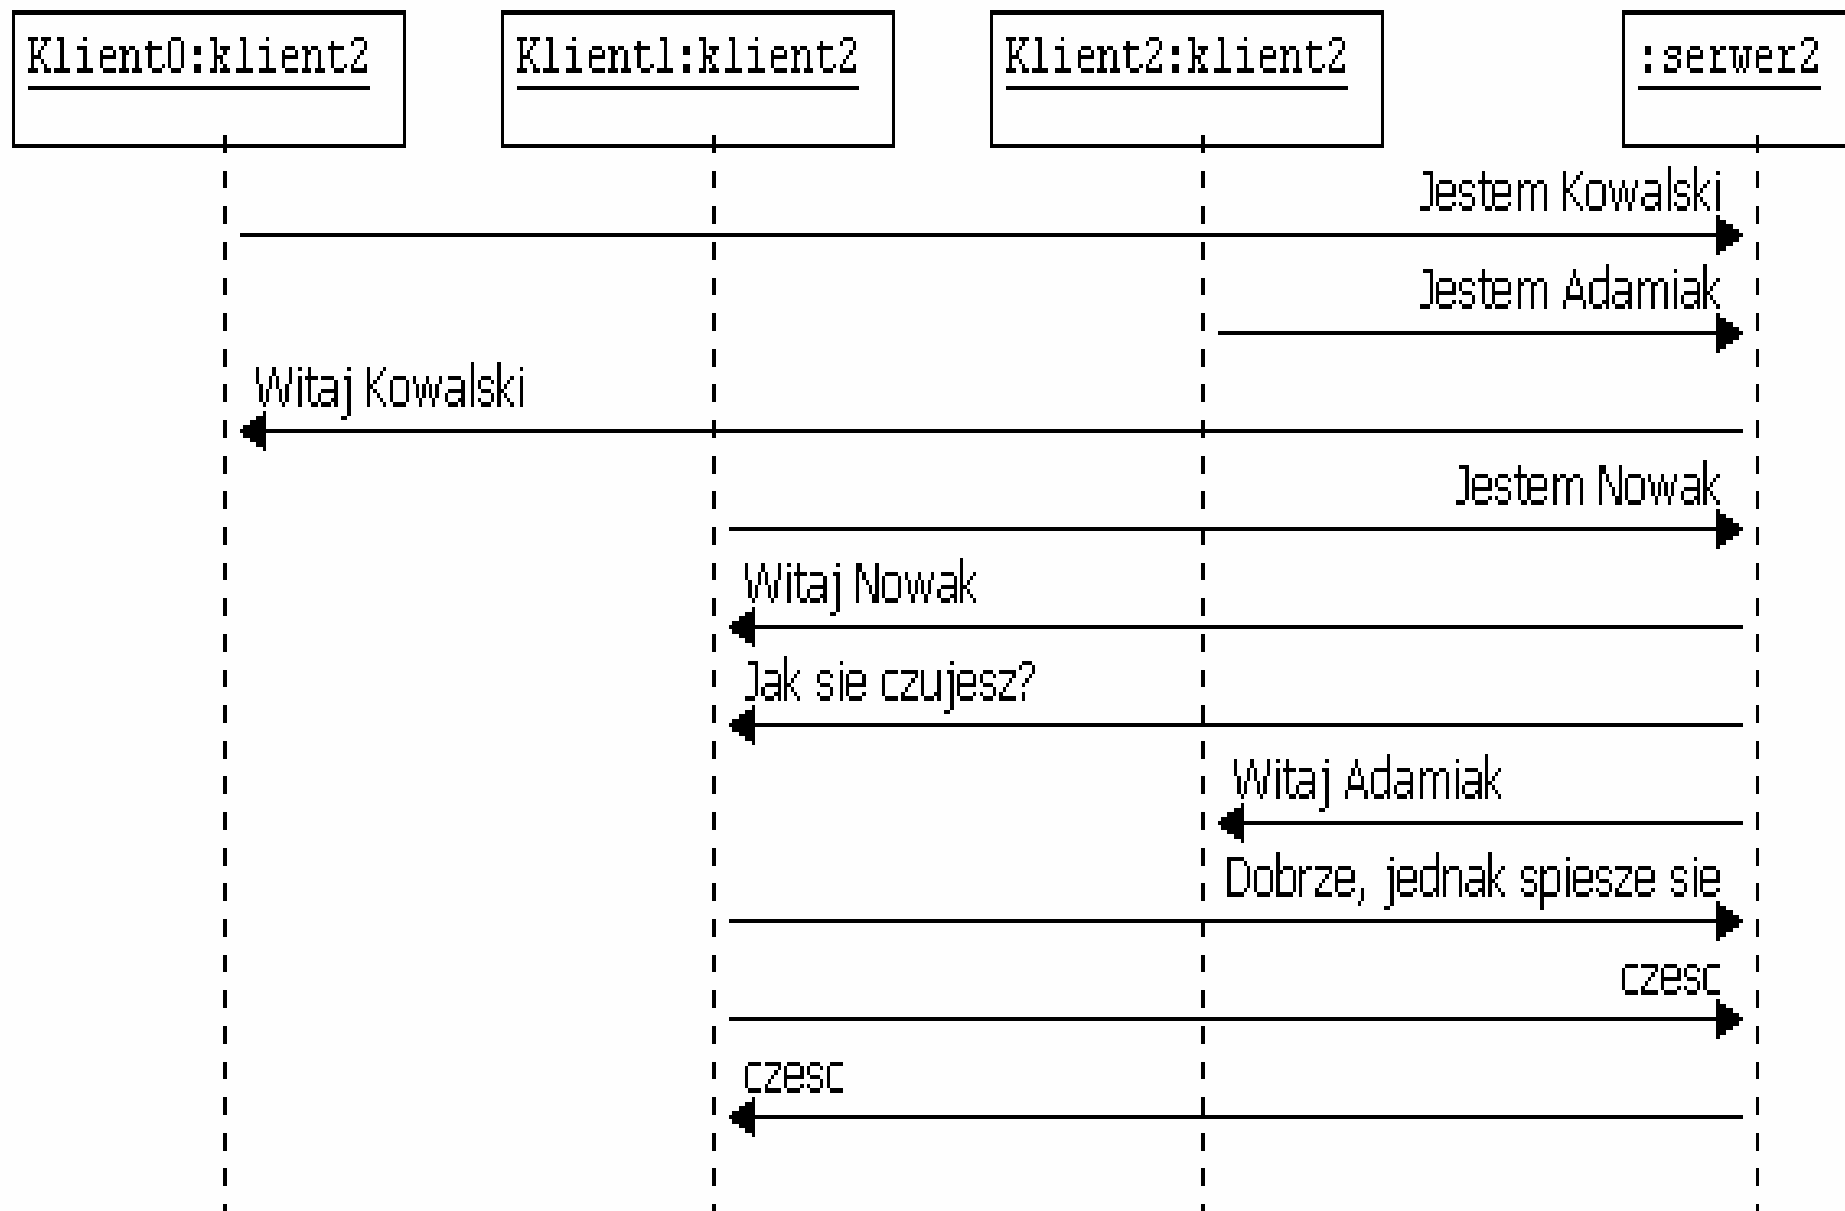 Klient0:klient2
Klient1:klient2
Klient2:klient2
:serwer2
Jestem Kowalski
Jestem Adamiak
Witaj Kowalski
Jestem Nowak
Witaj Nowak
Jak sie czujesz?
Witaj Adamiak
Dobrze, jednak spiesze sie
czesc
czesc